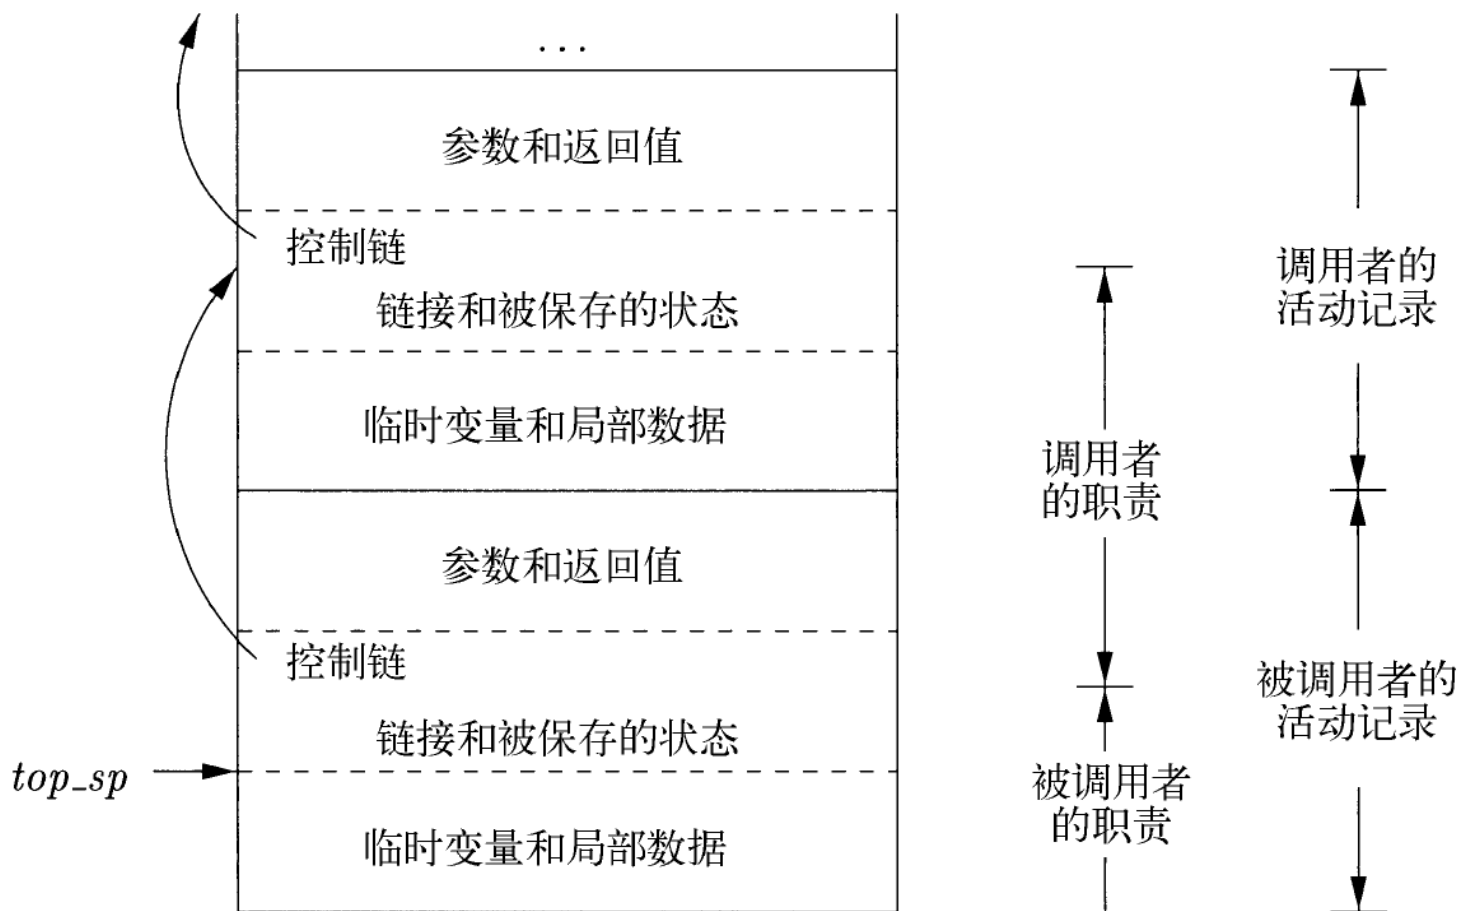 ...
参数和返回值
控制链
链接和被保存的状态
临时变量和局部数据
参数和返回值
控制链
链接和被保存的状态
top_sp
临时变量和局部数据
调用者
的职责
被调用者
的职责
调用者的
活动记录
被调用者的
活动记录